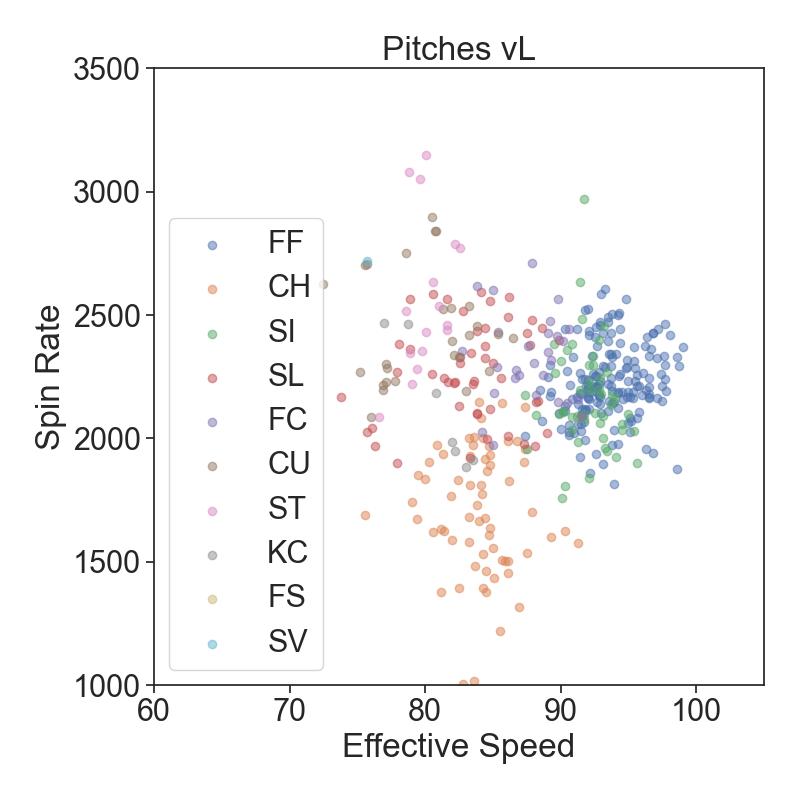 Pitches vL
3500
3000
2500
2000
1500
1000
Spin Rate
FF
CH
SI
SL
FC
CU
ST
KC
FS
SV
60 70 80 90 100
Effective Speed